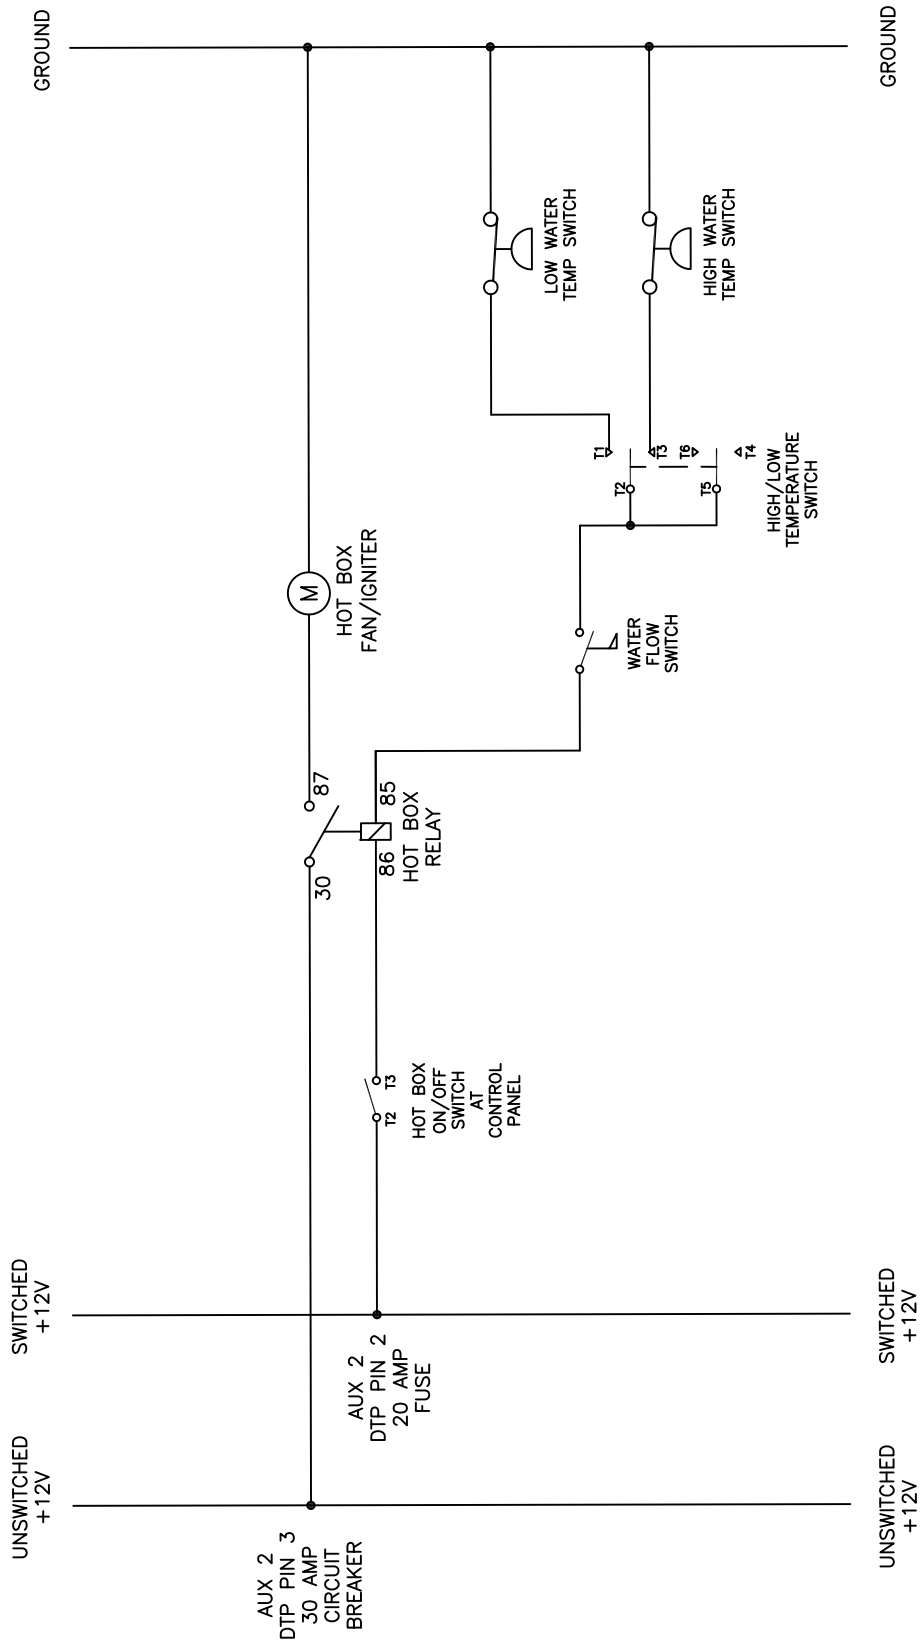 UNSWITCHED
+12V
SWITCHED
+12V
GROUND
AUX 2
DTP PIN 3
30 AMP
CIRCUIT
BREAKER
30
87
M
HOT BOX
FAN/IGNITER
AUX 2
DTP PIN 2
20 AMP
FUSE
T2
T3
HOT BOX
ON/OFF
SWITCH
AT
CONTROL
PANEL
86
85
HOT BOX
RELAY
WATER
FLOW
SWITCH
T1
T2
T3
T6
T5
T4
HIGH/LOW
TEMPERATURE
SWITCH
LOW WATER
TEMP SWITCH
HIGH WATER
TEMP SWITCH
UNSWITCHED
+12V
SWITCHED
+12V
GROUND